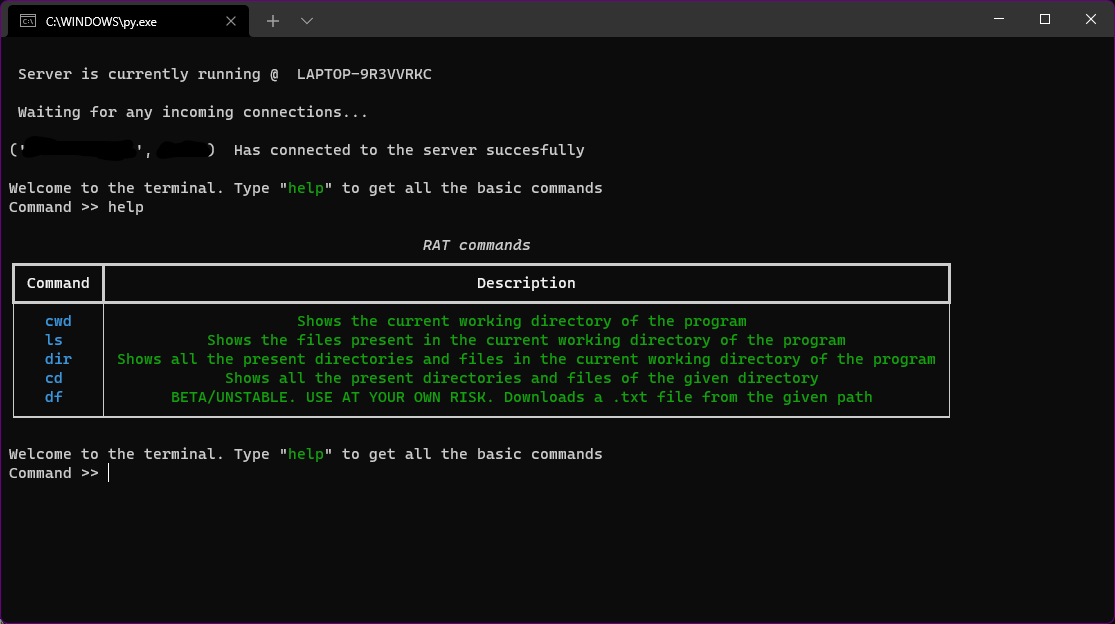 C:\WINDOWS\py.exe
Server is currently running @  LAPTOP-9R3VVRKC
Waiting for any incoming connections...
('', )  Has connected to the server succesfully
Welcome to the terminal. Type "help" to get all the basic commands
Command >> help
RAT commands
Command Description
cwd Shows the current working directory of the program
ls Shows the files present in the current working directory of the program
dir Shows all the present directories and files in the current working directory of the program
cd Shows all the present directories and files of the given directory
df BETA/UNSTABLE. USE AT YOUR OWN RISK. Downloads a .txt file from the given path
Welcome to the terminal. Type "help" to get all the basic commands
Command >>